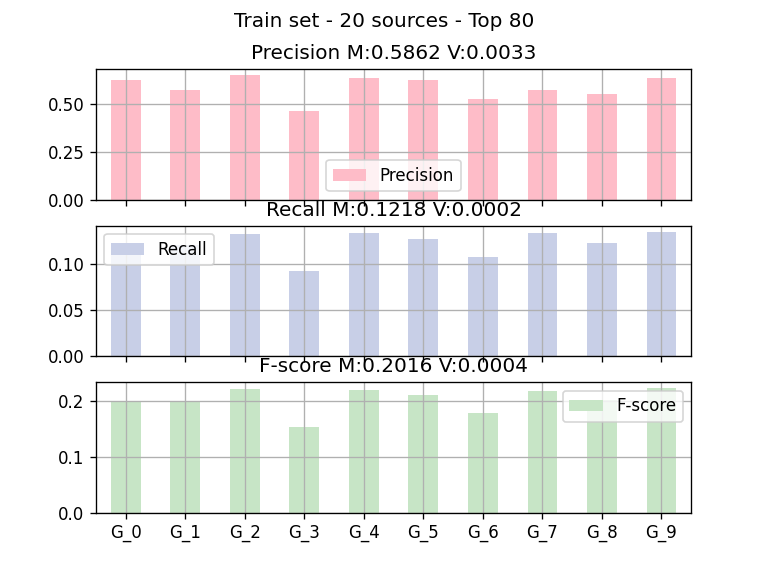 Train set - 20 sources - Top 80
Precision M:0.5862 V:0.0033
0.50
0.25
0.00
Precision
Recall M:0.1218 V:0.0002
0.10
0.05
0.00
Recall
F-score M:0.2016 V:0.0004
0.2
0.1
0.0
F-score
G_0 G_1 G_2 G_3 G_4 G_5 G_6 G_7 G_8 G_9